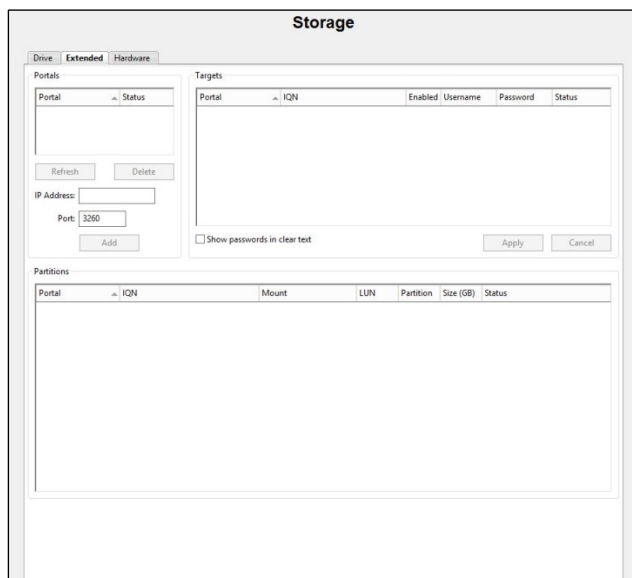 Storage
Drive Extended Hardware
Portals
Portal Status
Refresh Delete
IP Address:
Port: 3260
Add
Targets
Portal IQN Enabled Username Password Status
Show passwords in clear text
Apply Cancel
Partitions
Portal IQN Mount LUN Partition Size (GB) Status